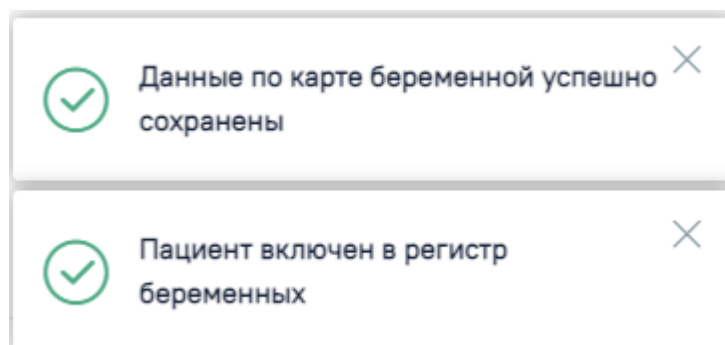 Данные по карте беременной успешно
сохранены
Пациент включен в регистр
беременных